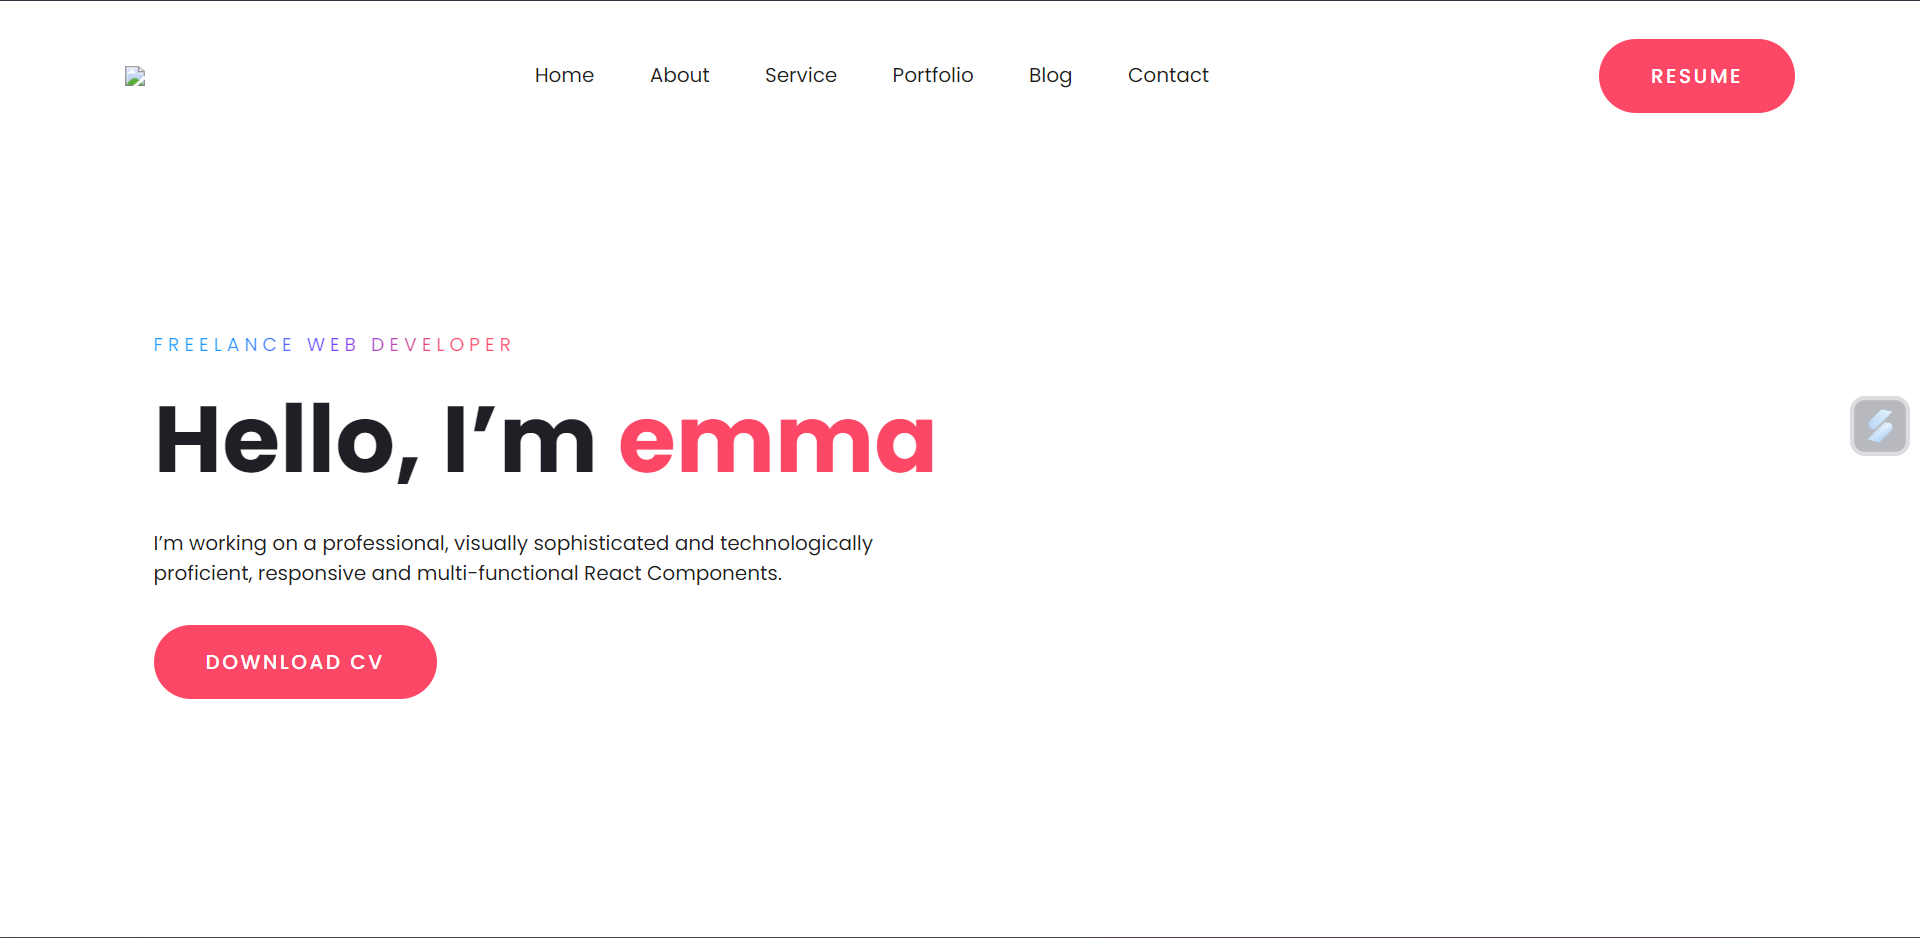 Home About Service Portfolio Blog Contact RESUME
FREELANCE WEB DEVELOPER
Hello, I’m emma
I’m working on a professional, visually sophisticated and technologically
proficient, responsive and multi-functional React Components.
DOWNLOAD CV